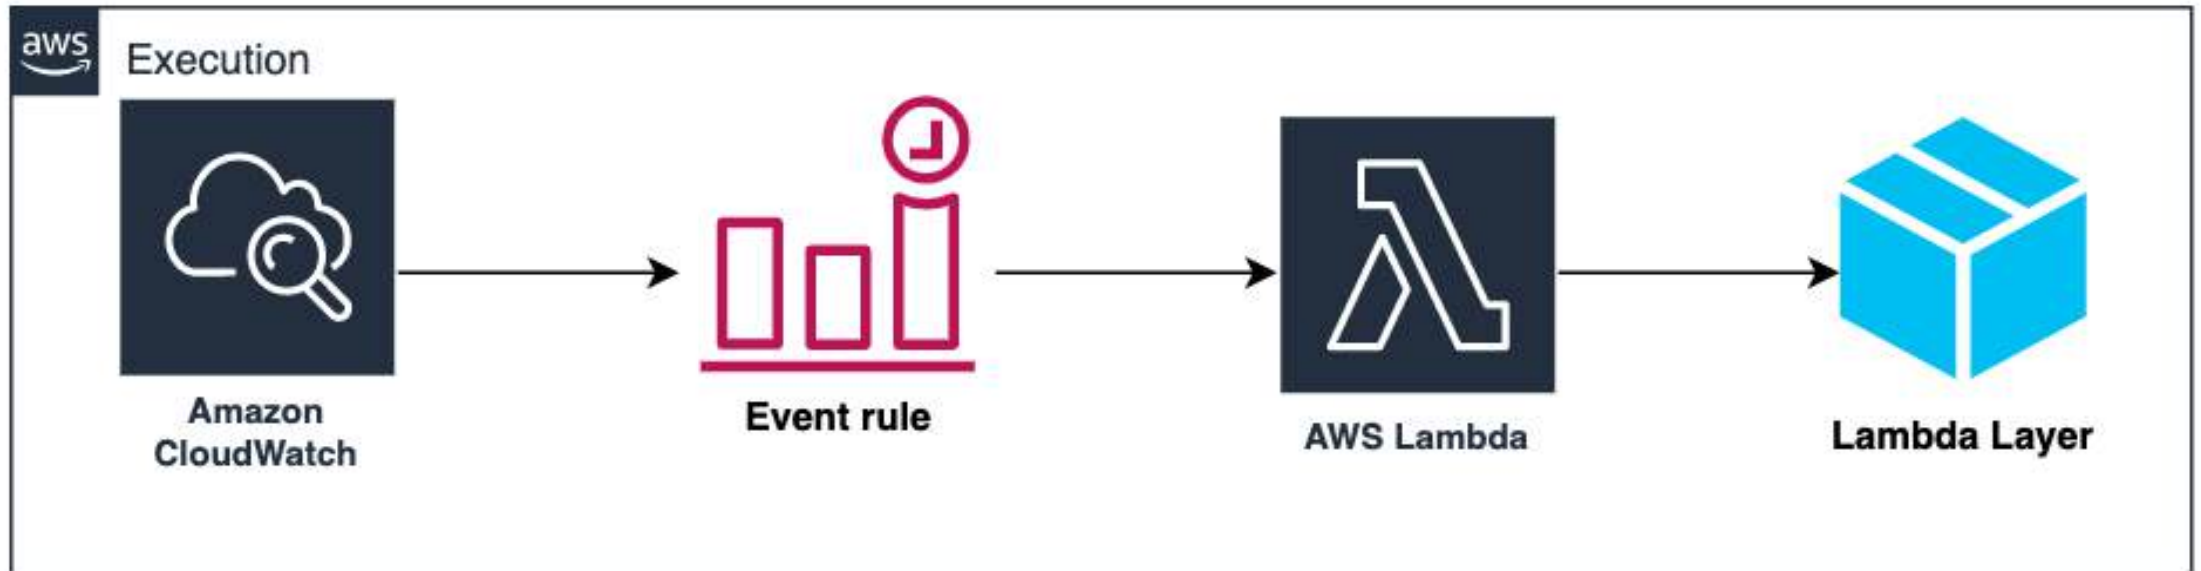 aws
Execution
Amazon
CloudWatch
Event rule
AWS Lambda
Lambda Layer